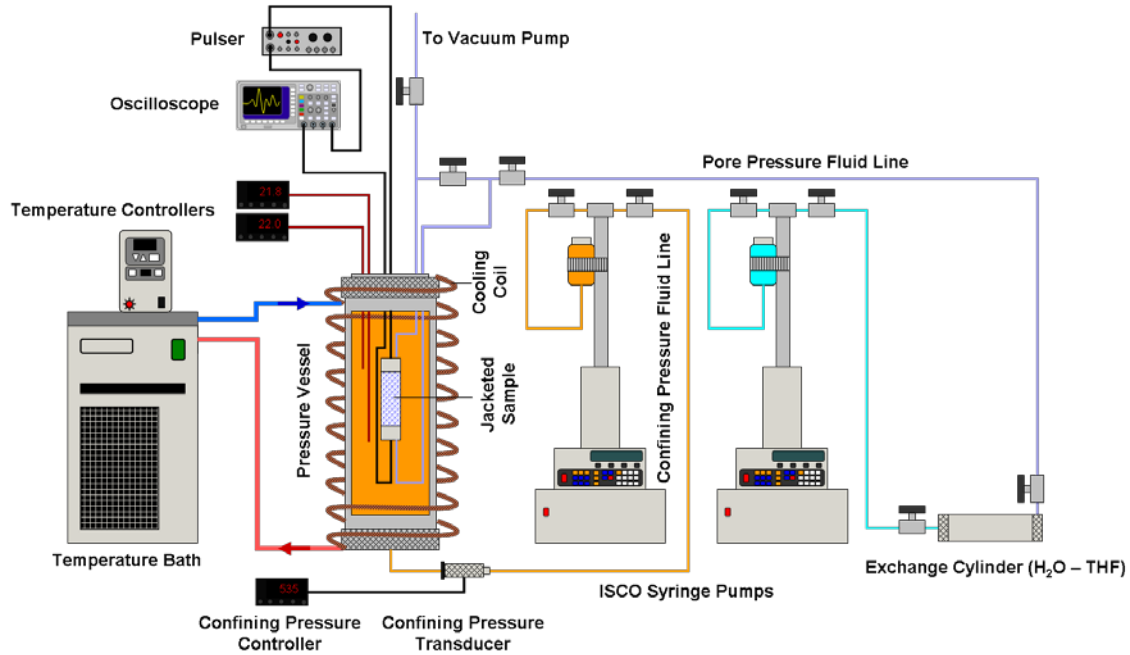 Pulser
To Vacuum Pump
Oscilloscope
Pore Pressure Fluid Line
21.8
Temperature Controllers
22.0
Cooling
Coil
Confining Pressure Fluid Line
Pressure Vessel
Jacketed
Sample
Temperature Bath
Exchange Cylinder (H₂O – THF)
535
ISCO Syringe Pumps
Confining Pressure
Controller
Confining Pressure
Transducer